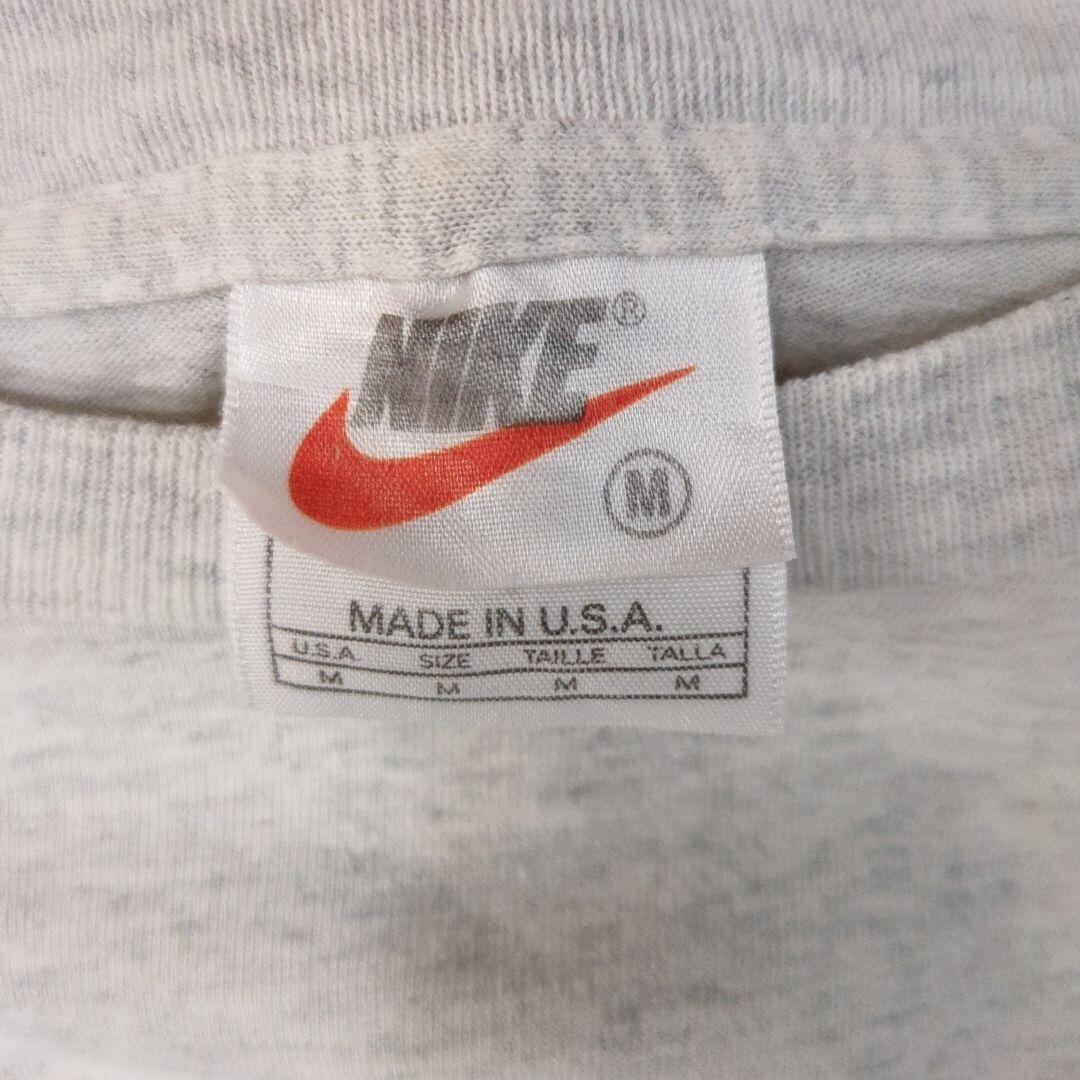 NIKE®
M
MADE IN U.S.A.
U.S.A. SIZE TAILLE TALLA
M M M M